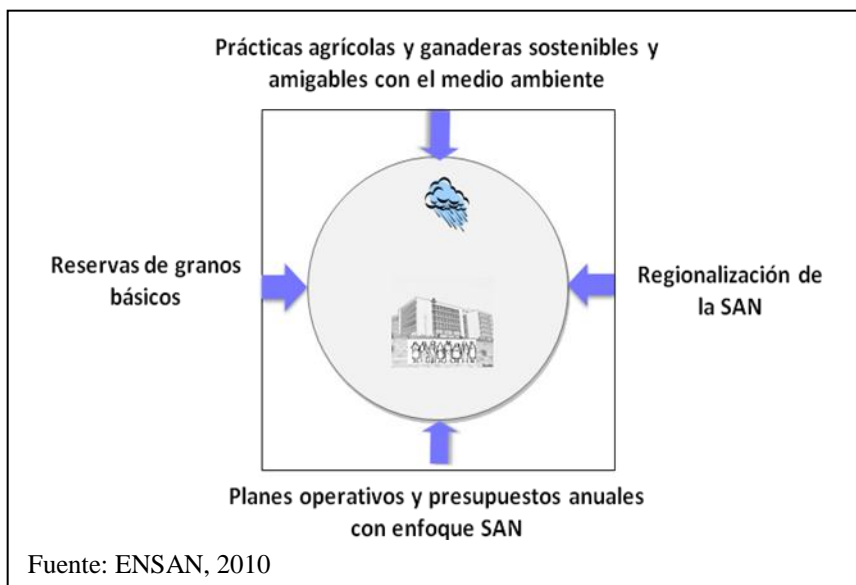 Prácticas agrícolas y ganaderas sostenibles y
amigables con el medio ambiente
Reservas de granos
básicos
Regionalización de
la SAN
Planes operativos y presupuestos anuales
con enfoque SAN
Fuente: ENSAN, 2010